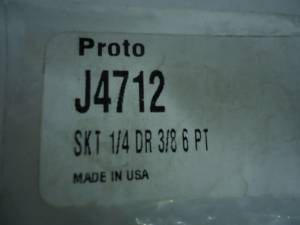 Proto
J4712
SKT 1/4 DR 3/8 6 PT
MADE IN USA